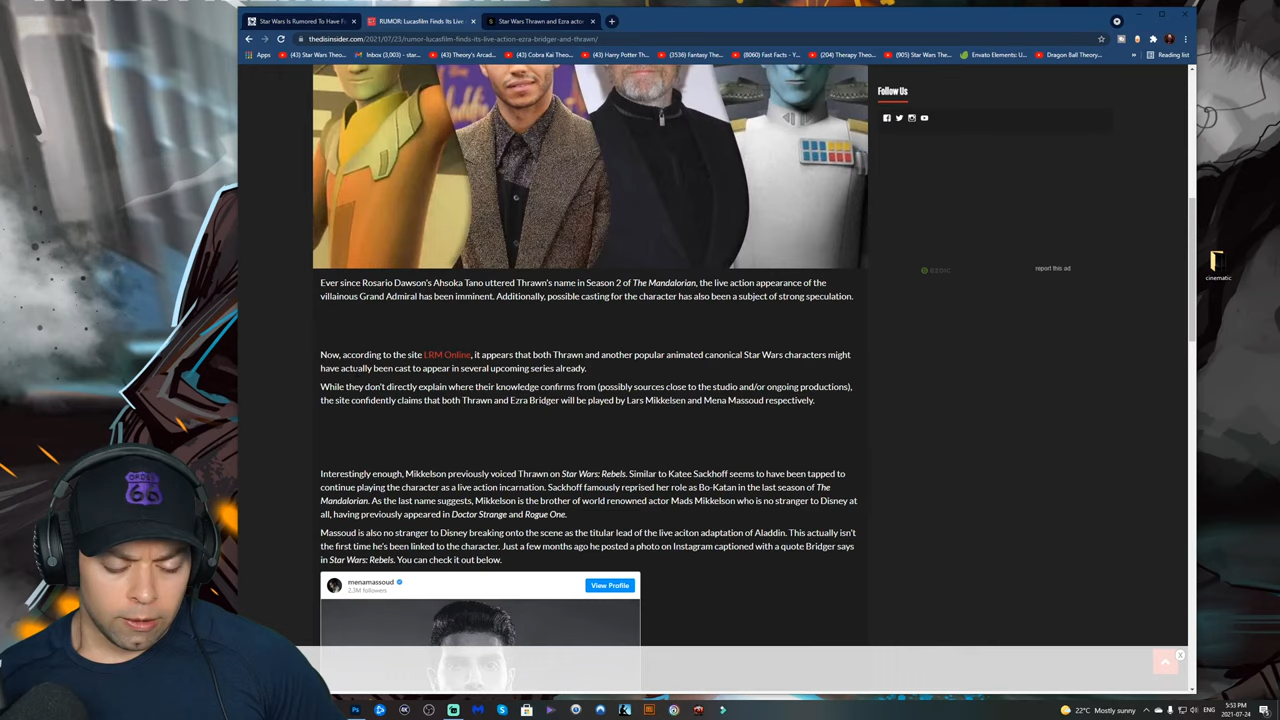 Star Wars Is Rumored To Have F
RUMOR: Lucasfilm Finds Its Live
Star Wars Thrawn and Ezra actor
thedisinsider.com/2021/07/23/rumor-lucasfilm-finds-its-live-action-ezra-bridger-and-thrawn/
Apps
(43) Star Wars Theo...
Inbox (3,003) - star...
(43) Theory's Arcad...
(43) Cobra Kai Theo...
(43) Harry Potter Th...
(3536) Fantasy The...
(8060) Fast Facts - Y...
(204) Therapy Theo...
(905) Star Wars The...
Envato Elements: U...
Dragon Ball Theory...
»
Reading list
Follow Us
report this ad
cinematic
Ever since Rosario Dawson's Ahsoka Tano uttered Thrawn's name in Season 2 of The Mandalorian, the live action appearance of the
villainous Grand Admiral has been imminent. Additionally, possible casting for the character has also been a subject of strong speculation.
Now, according to the site LRM Online, it appears that both Thrawn and another popular animated canonical Star Wars characters might
have actually been cast to appear in several upcoming series already.
While they don't directly explain where their knowledge confirms from (possibly sources close to the studio and/or ongoing productions),
the site confidently claims that both Thrawn and Ezra Bridger will be played by Lars Mikkelsen and Mena Massoud respectively.
Interestingly enough, Mikkelson previously voiced Thrawn on Star Wars: Rebels. Similar to Katee Sackhoff seems to have been tapped to
continue playing the character as a live action incarnation. Sackhoff famously reprised her role as Bo-Katan in the last season of The
Mandalorian. As the last name suggests, Mikkelson is the brother of world renowned actor Mads Mikkelson who is no stranger to Disney at
all, having previously appeared in Doctor Strange and Rogue One.
Massoud is also no stranger to Disney breaking onto the scene as the titular lead of the live aciton adaptation of Aladdin. This actually isn't
the first time he's been linked to the character. Just a few months ago he posted a photo on Instagram captioned with a quote Bridger says
in Star Wars: Rebels. You can check it out below.
menamassoud
2.3M followers
View Profile
X
ORDER
66
22°C Mostly sunny
5:53 PM
2021-07-24